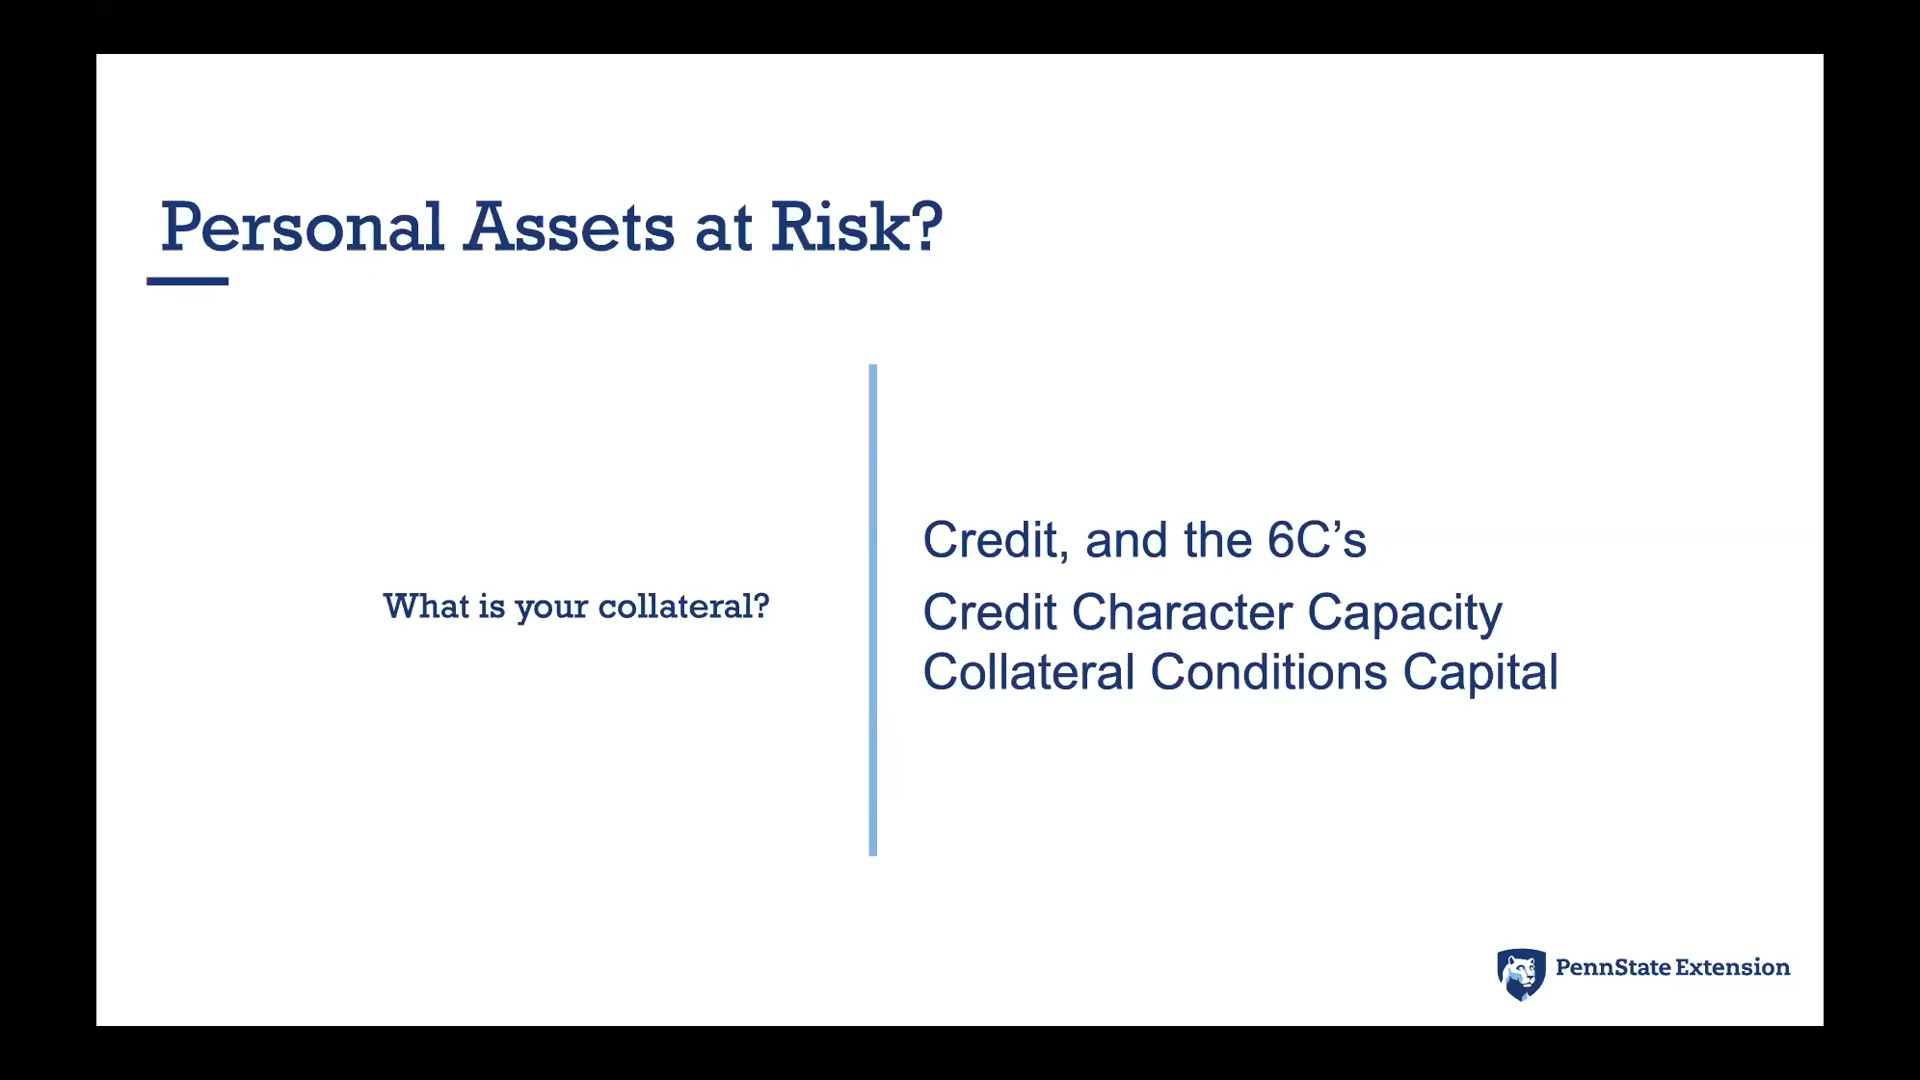 Personal Assets at Risk?
What is your collateral?
Credit, and the 6C’s
Credit Character Capacity
Collateral Conditions Capital
PennState Extension